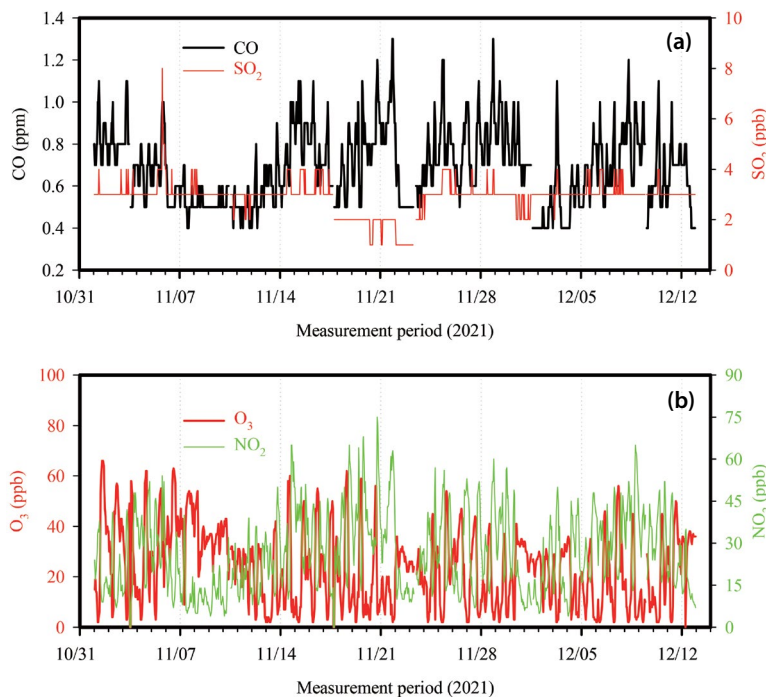 (a)
CO
SO2
CO (ppm)
1.4
1.2
1.0
0.8
0.6
0.4
0.2
SO2 (ppb)
10
8
6
4
2
0
10/31 11/07 11/14 11/21 11/28 12/05 12/12
Measurement period (2021)
(b)
O3
NO2
O3 (ppb)
100
80
60
40
20
0
NO2 (ppb)
90
75
60
45
30
15
0
10/31 11/07 11/14 11/21 11/28 12/05 12/12
Measurement period (2021)